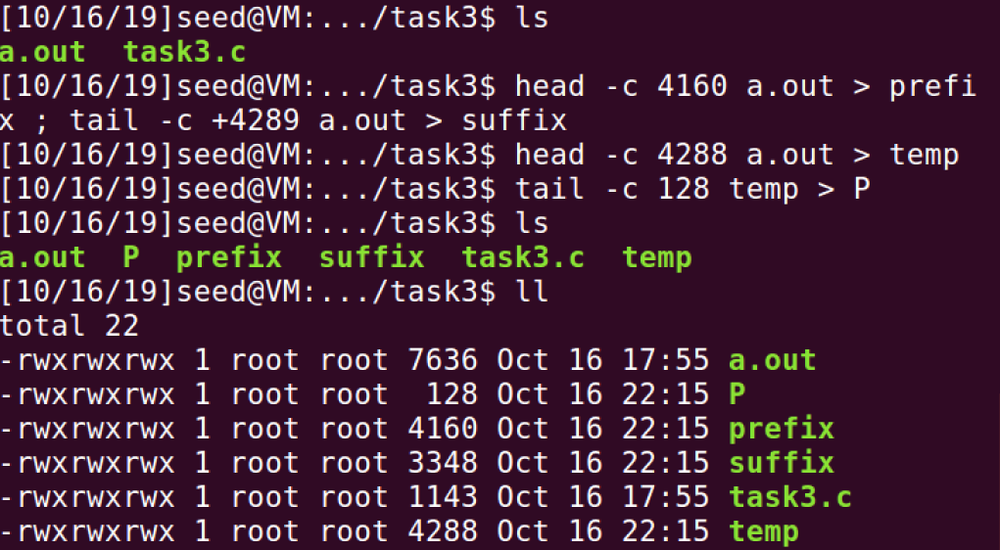 [10/16/19]seed@VM:.../task3$ ls
a.out  task3.c
[10/16/19]seed@VM:.../task3$ head -c 4160 a.out > prefi
x ; tail -c +4289 a.out > suffix
[10/16/19]seed@VM:.../task3$ head -c 4288 a.out > temp
[10/16/19]seed@VM:.../task3$ tail -c 128 temp > P
[10/16/19]seed@VM:.../task3$ ls
a.out  P  prefix  suffix  task3.c  temp
[10/16/19]seed@VM:.../task3$ ll
total 22
-rwxrwxrwx 1 root root 7636 Oct 16 17:55 a.out
-rwxrwxrwx 1 root root  128 Oct 16 22:15 P
-rwxrwxrwx 1 root root 4160 Oct 16 22:15 prefix
-rwxrwxrwx 1 root root 3348 Oct 16 22:15 suffix
-rwxrwxrwx 1 root root 1143 Oct 16 17:55 task3.c
-rwxrwxrwx 1 root root 4288 Oct 16 22:15 temp